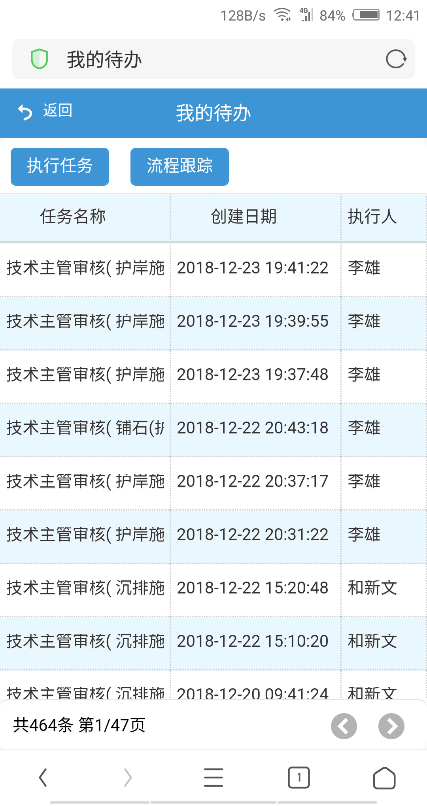 128B/s 4G 84% 12:41
我的待办
返回 我的待办
执行任务 流程跟踪
任务名称 创建日期 执行人
技术主管审核( 护岸施 2018-12-23 19:41:22 李雄
技术主管审核( 护岸施 2018-12-23 19:39:55 李雄
技术主管审核( 护岸施 2018-12-23 19:37:48 李雄
技术主管审核( 铺石( 2018-12-22 20:43:18 李雄
技术主管审核( 护岸施 2018-12-22 20:37:17 李雄
技术主管审核( 护岸施 2018-12-22 20:31:22 李雄
技术主管审核( 沉排施 2018-12-22 15:20:48 和新文
技术主管审核( 沉排施 2018-12-22 15:10:20 和新文
技术主管审核( 沉排施 2018-12-20 09:41:24 和新文
共464条 第1/47页
1